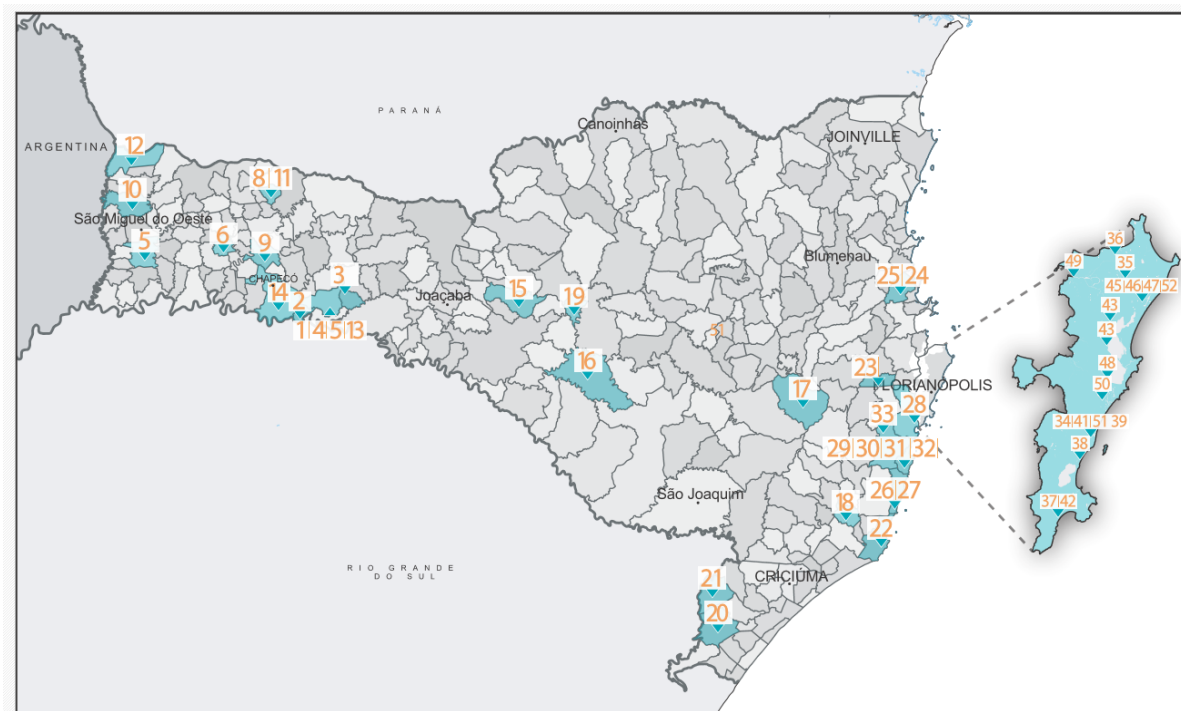 PARANÁ
Canoinhas
JOINVILLE
ARGENTINA
12
8|11
10
São Miguel do Oeste
5
6
9
CHAPECÓ
3
14
2
1|4|5|13
Joaçaba
15
19
16
Blumenau
25|24
31
23|
LORIANÓPOLIS
17
28
33
29|30|31|32
São Joaquim
26|27
18
22
RIO GRANDE
DO SUL
CRICIÚMA
21
20
36
49
35
45|46|47|52
43
43
48
50
34|41|51 39
38
37|42